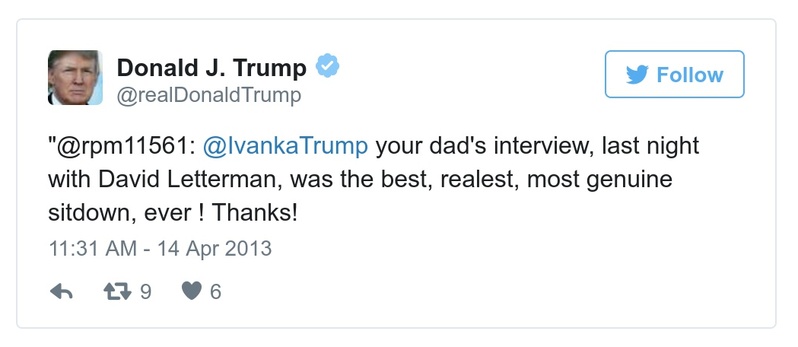 Donald J. Trump
@realDonaldTrump
Follow
"@rpm11561: @IvankaTrump your dad's interview, last night
with David Letterman, was the best, realest, most genuine
sitdown, ever ! Thanks!
11:31 AM - 14 Apr 2013
9 6